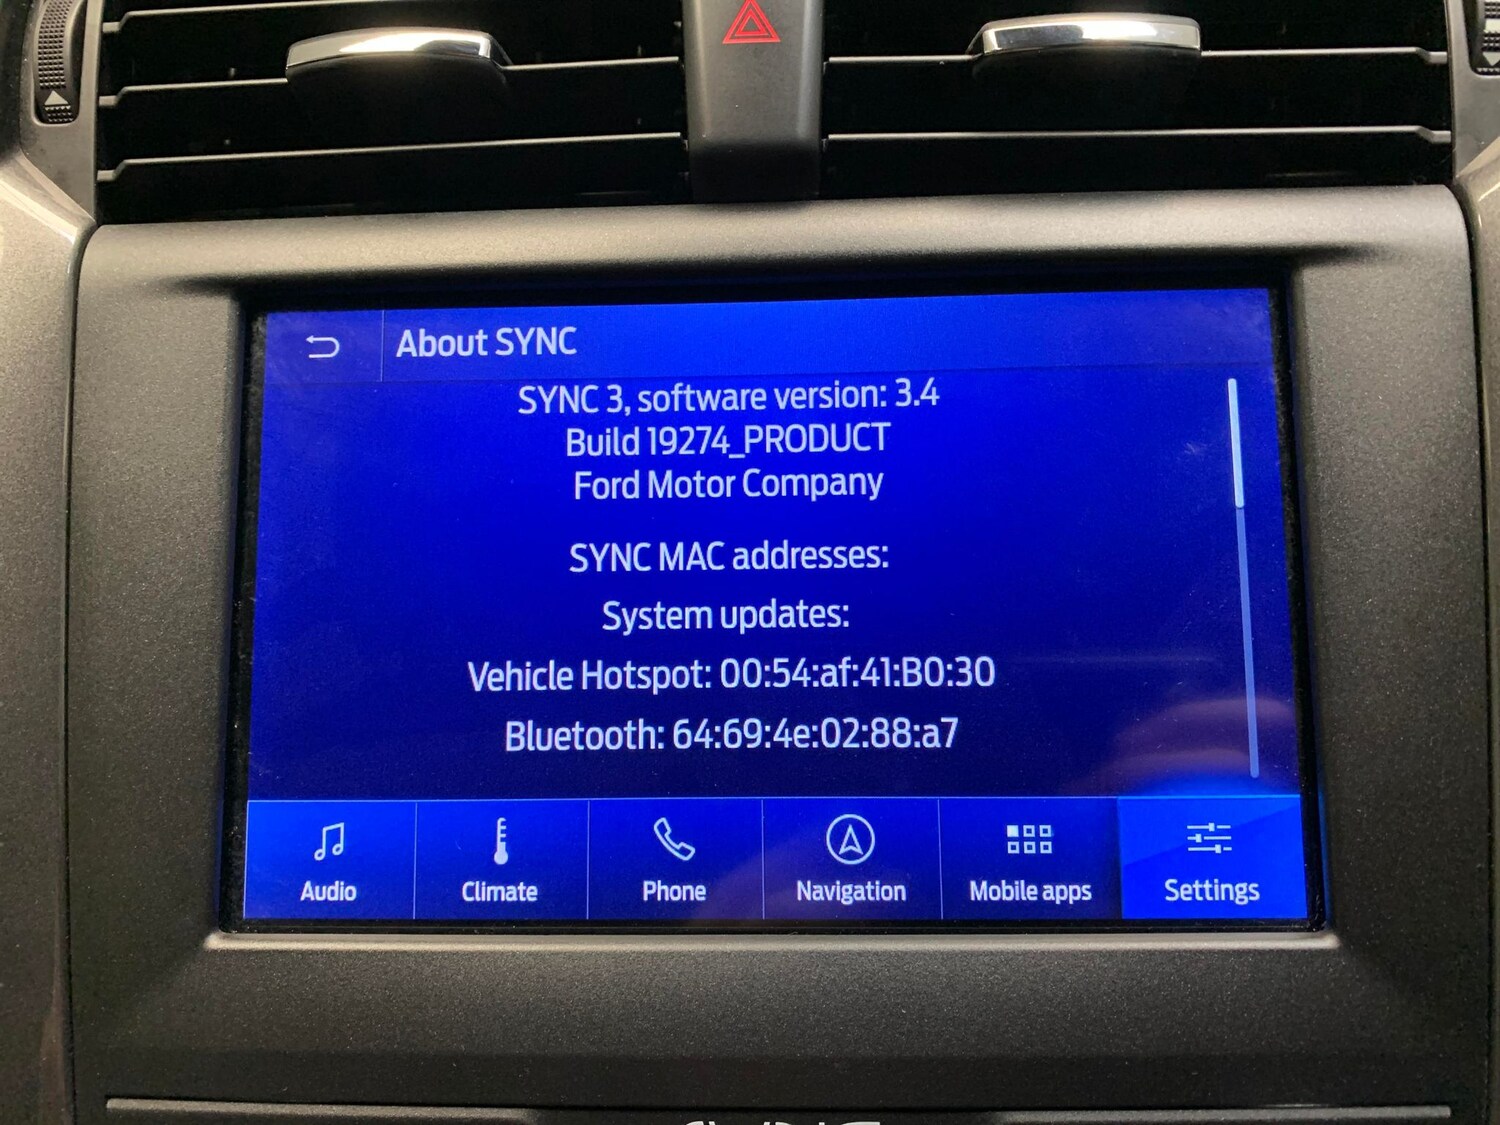 About SYNC
SYNC 3, software version: 3.4
Build 19274_PRODUCT
Ford Motor Company
SYNC MAC addresses:
System updates:
Vehicle Hotspot: 00:54:af:41:B0:30
Bluetooth: 64:69:4e:02:88:a7
Audio
Climate
Phone
Navigation
Mobile apps
Settings